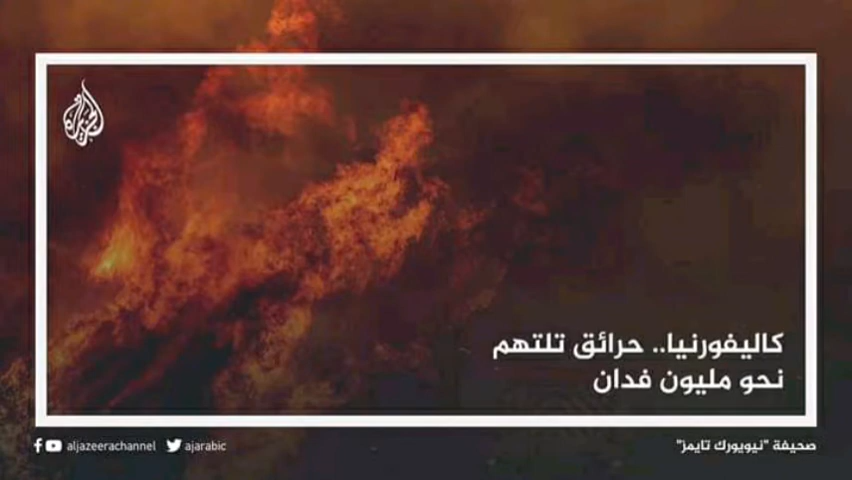 الجزيرة
كاليفورنيا.. حرائق تلتهم
نحو مليون فدان
صحيفة "نيويورك تايمز"
aljazeerachannel ajarabic